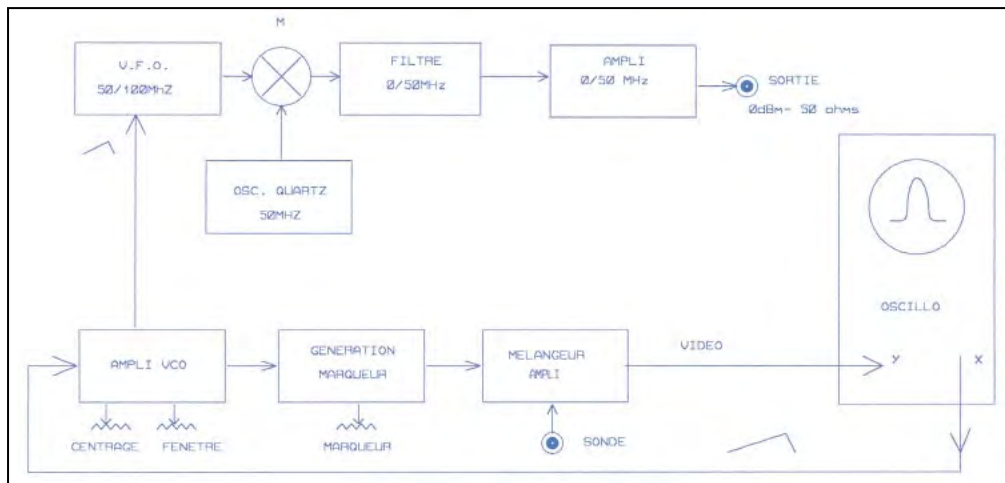 M
V.F.O.
50/100MhZ
FILTRE
0/50MHz
AMPLI
0/50 MHz
SORTIE
0dBm- 50 ohms
OSC. QUARTZ
50MHZ
OSCILLO
Y X
AMPLI VCO
GENERATION
MARQUEUR
MELANGEUR
AMPLI
VIDEO
CENTRAGE FENETRE
MARQUEUR
SONDE